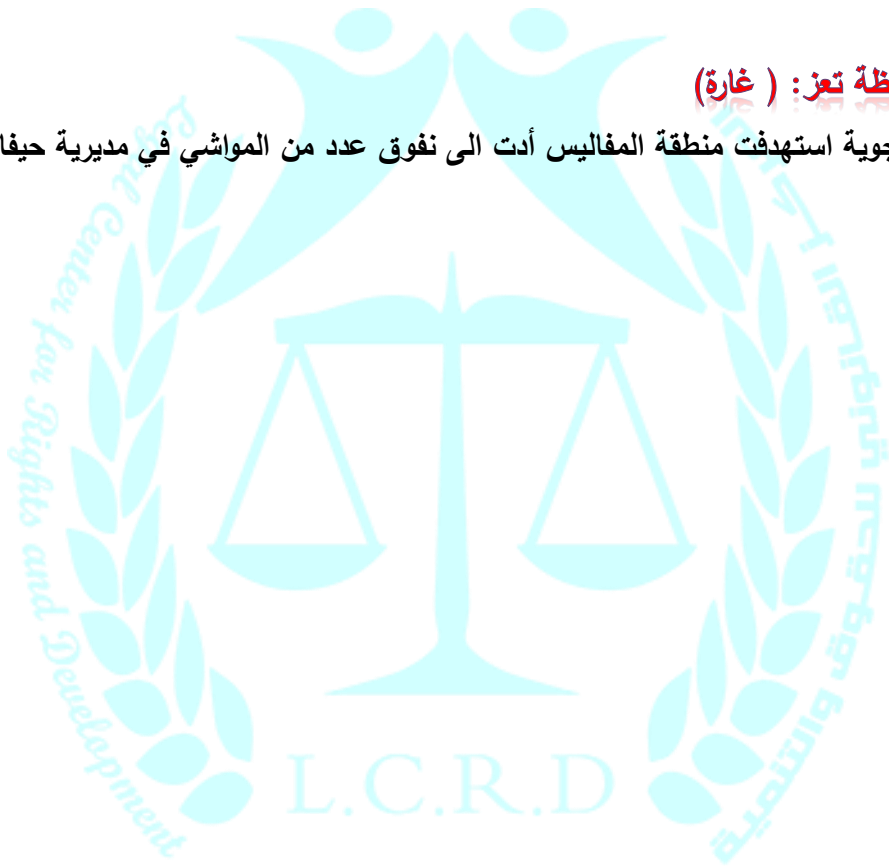 ظة تعز: ( غارة)
جوية استهدفت منطقة المفاليس أدت الى نفوق عدد من المواشي في مديرية حيفا
Legal Center for Rights and Development
L.C.R.D